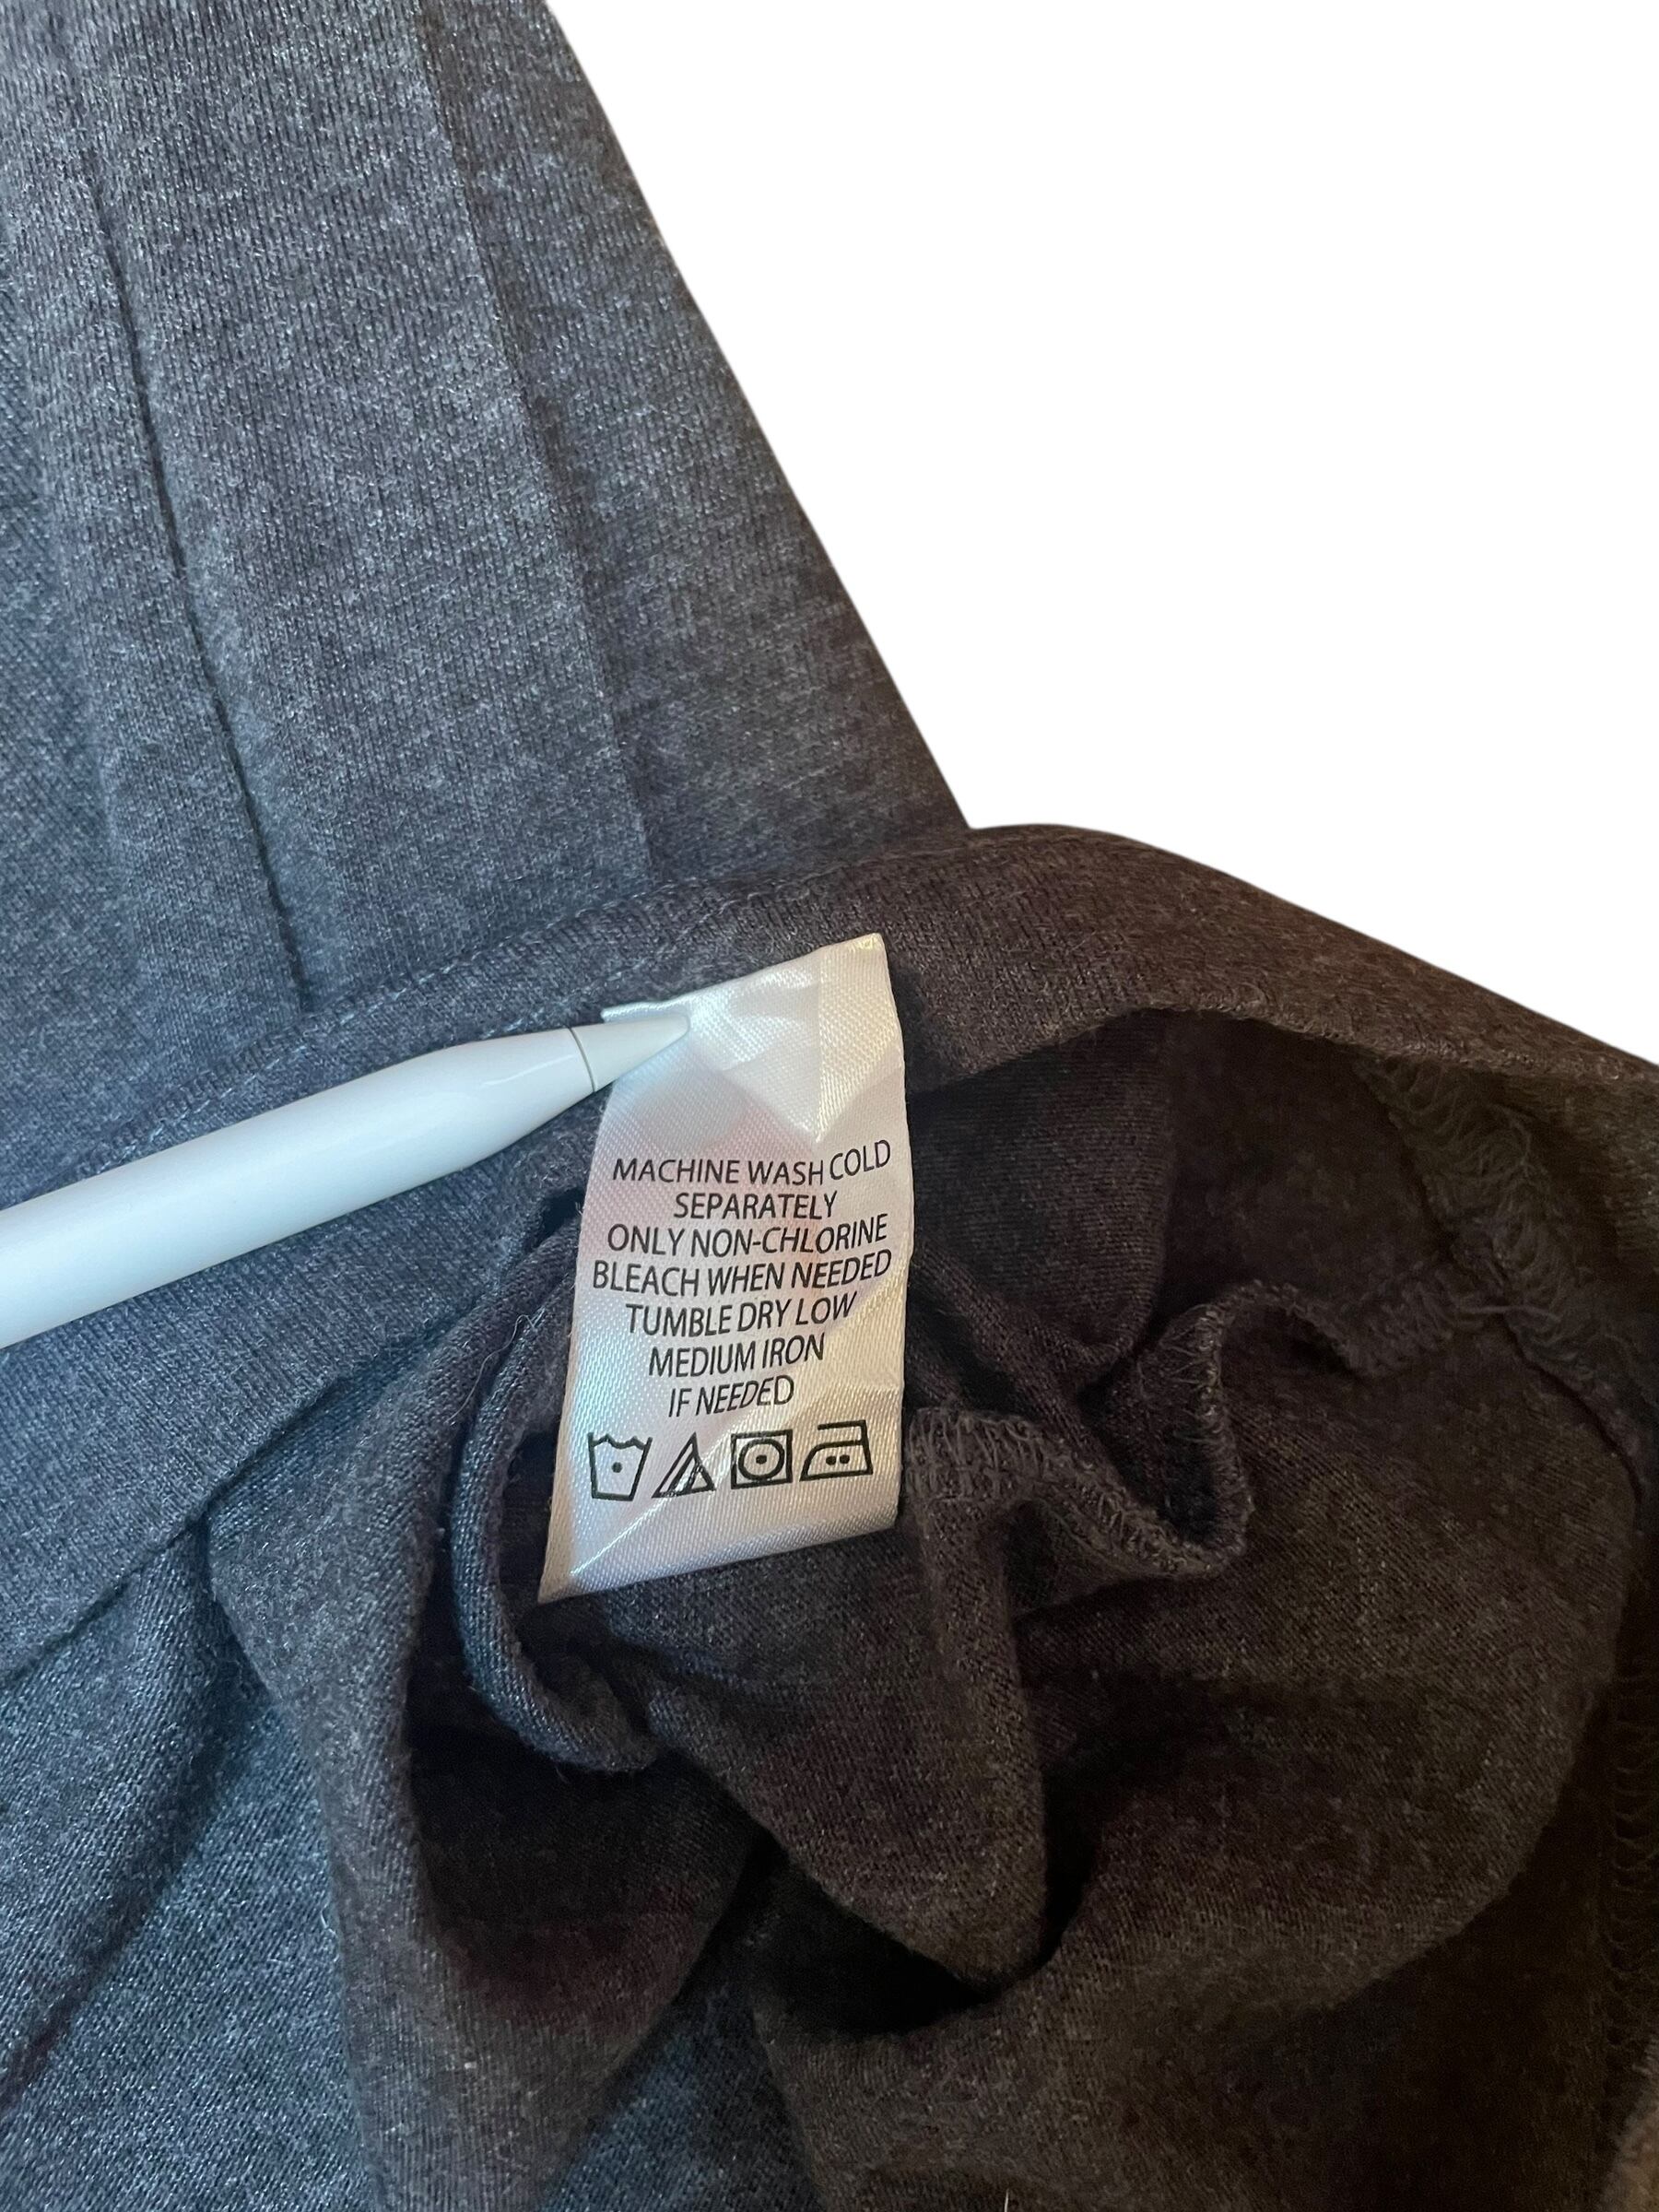 MACHINE WASH COLD
SEPARATELY
ONLY NON-CHLORINE
BLEACH WHEN NEEDED
TUMBLE DRY LOW
MEDIUM IRON
IF NEEDED